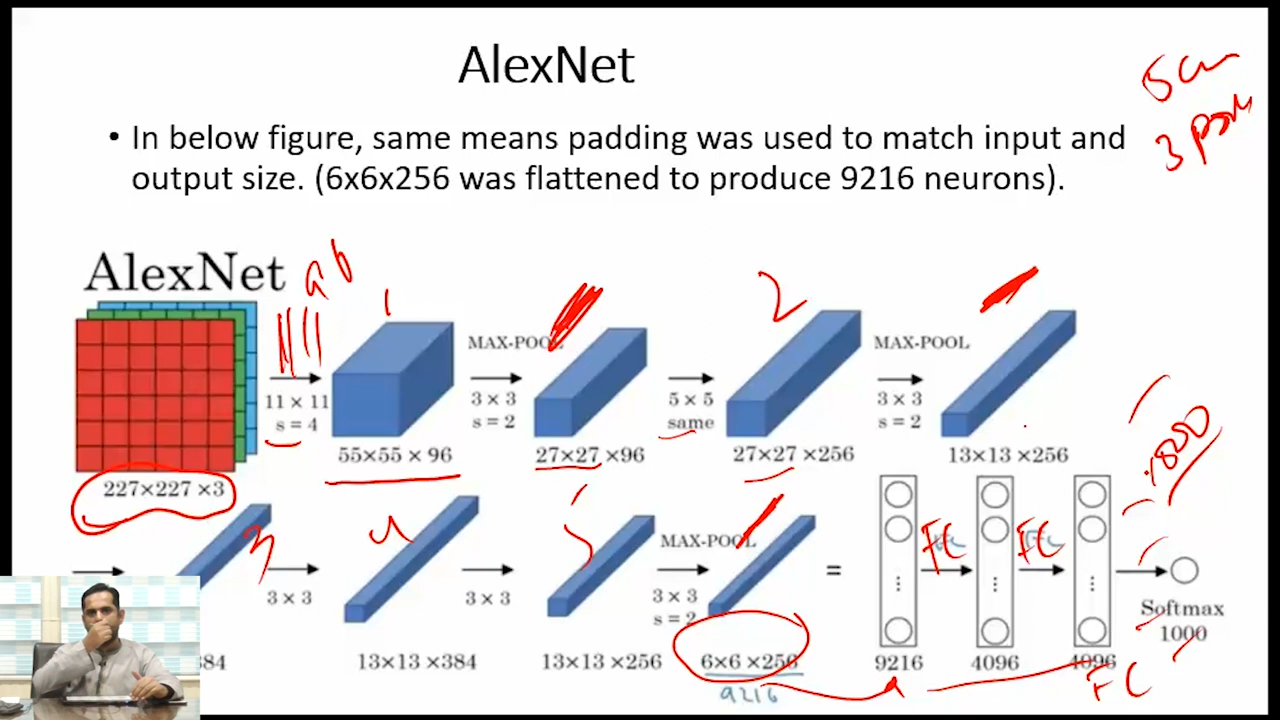 AlexNet
5 con
3 pool
• In below figure, same means padding was used to match input and
output size. (6x6x256 was flattened to produce 9216 neurons).
AlexNet
a b
1
2
MAX-POOL
MAX-POOL
11 × 11
s = 4
3 × 3
s = 2
5 × 5
same
3 × 3
s = 2
227×227 ×3
55×55 × 96
27×27 ×96
27×27 ×256
13×13 ×256
1000
3
4
5
MAX-POOL
FC
FC
3 × 3
3 × 3
3 × 3
s = 2
=
Softmax
1000
384
13×13 ×384
13×13 ×256
6×6 ×256
9216
4096
4096
9216
FC